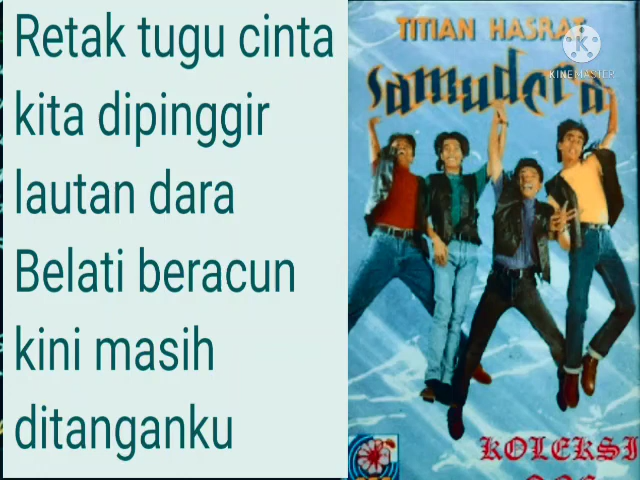 Retak tugu cinta
kita dipinggir
lautan dara
Belati beracun
kini masih
ditanganku
TITIAN HASRAT
samudera
KINEMASTER
KOLEKSI